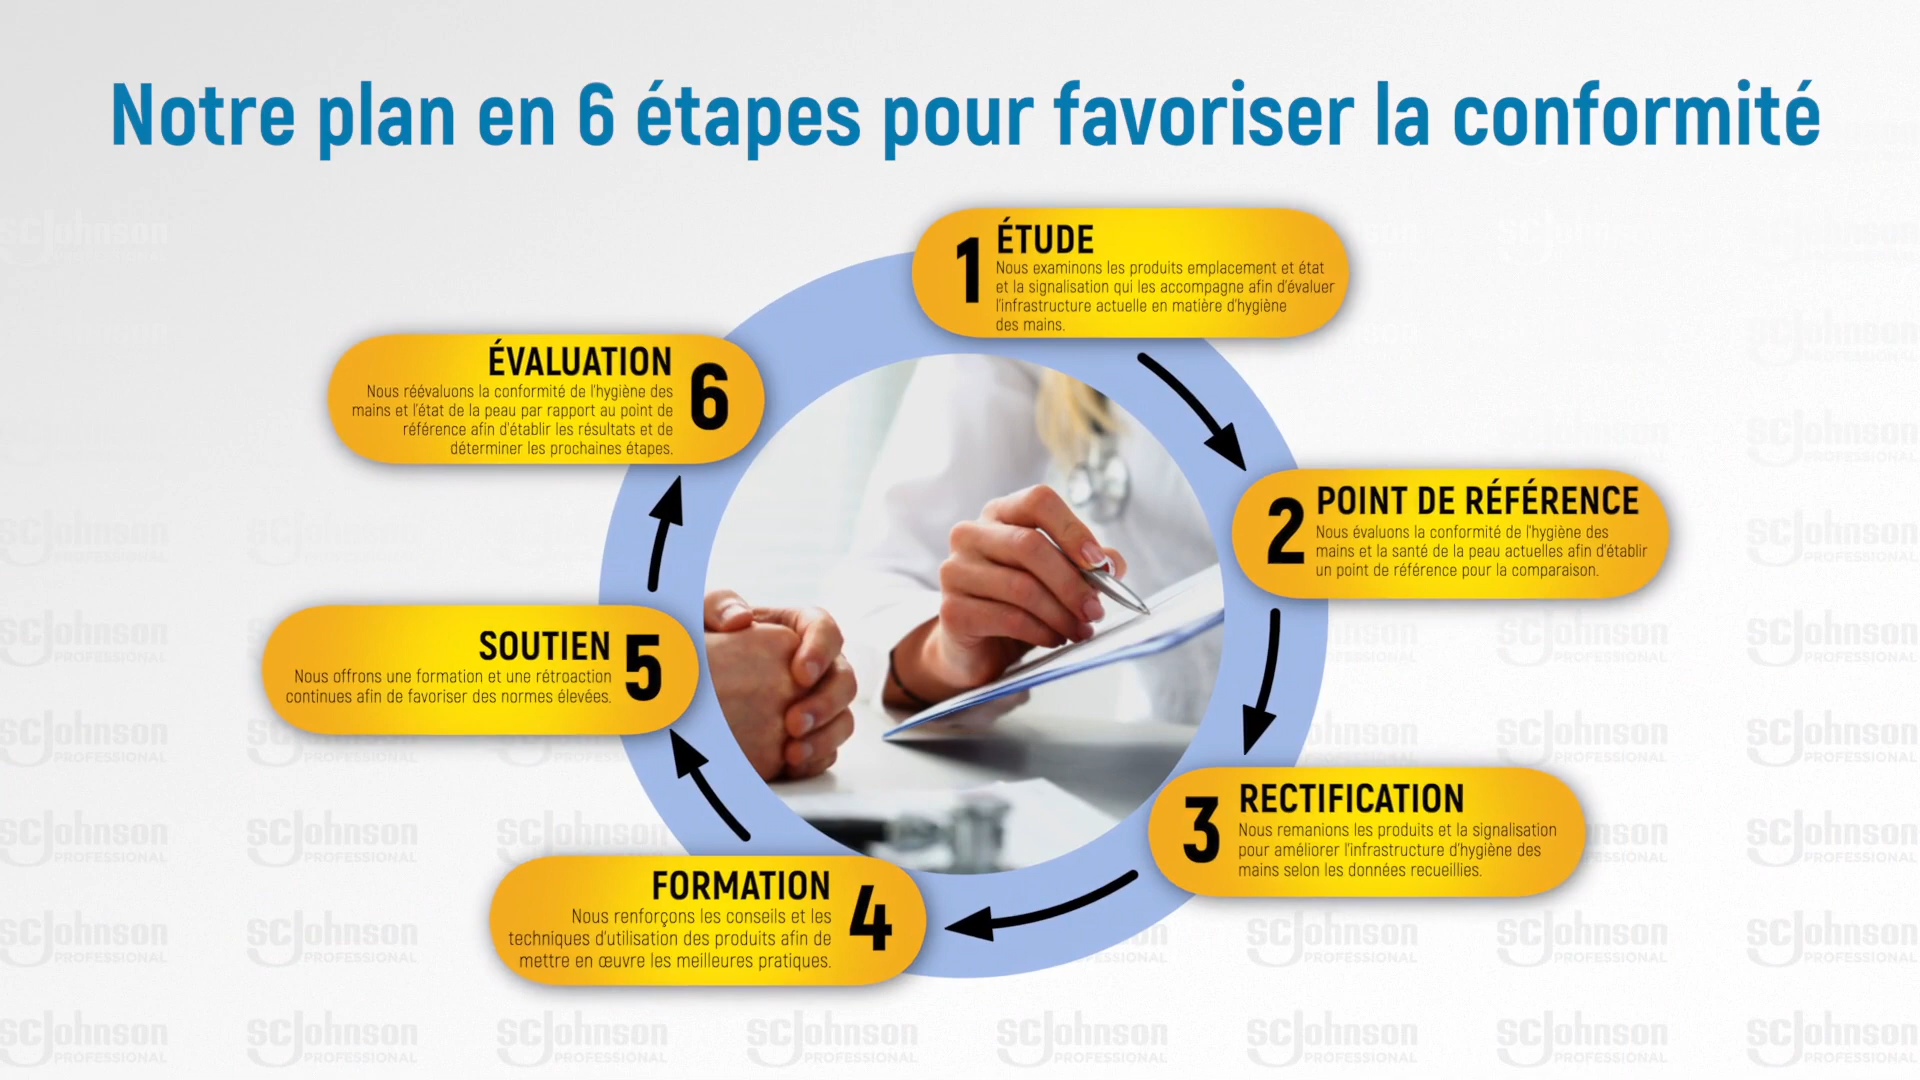 Notre plan en 6 étapes pour favoriser la conformité
1
ÉTUDE
Nous examinons les produits emplacement et état
et la signalisation qui les accompagne afin d'évaluer
l'infrastructure actuelle en matière d'hygiène
des mains.
2
POINT DE RÉFÉRENCE
Nous évaluons la conformité de l'hygiène des
mains et la santé de la peau actuelles afin d'établir
un point de référence pour la comparaison.
3
RECTIFICATION
Nous remanions les produits et la signalisation
pour améliorer l'infrastructure d'hygiène des
mains selon les données recueillies.
4
FORMATION
Nous renforçons les conseils et les
techniques d'utilisation des produits afin de
mettre en œuvre les meilleures pratiques.
5
SOUTIEN
Nous offrons une formation et une rétroaction
continues afin de favoriser des normes élevées.
6
ÉVALUATION
Nous réévaluons la conformité de l'hygiène des
mains et l'état de la peau par rapport au point de
référence afin d'établir les résultats et de
déterminer les prochaines étapes.
SCJohnson
PROFESSIONAL